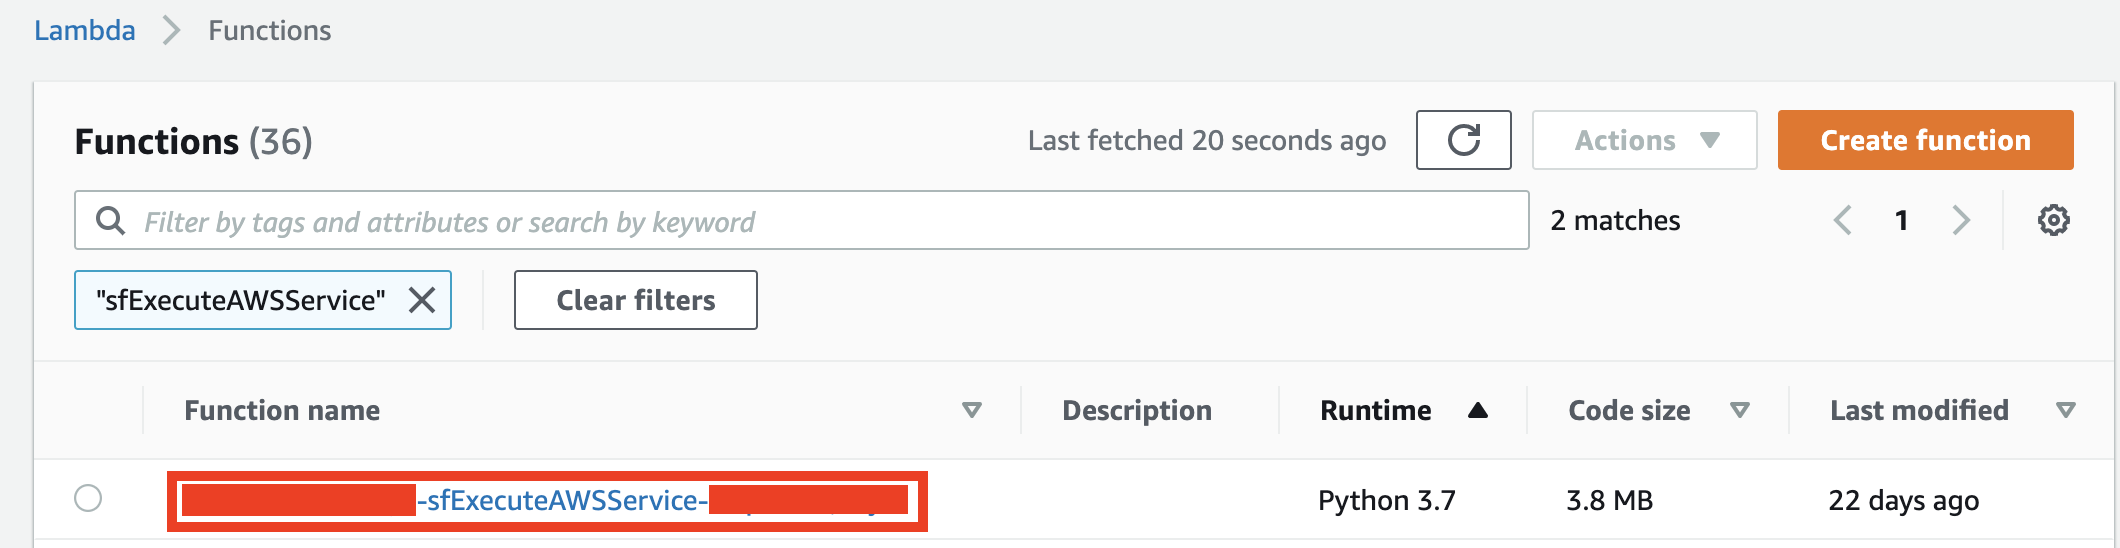 Lambda > Functions
Functions (36) Last fetched 20 seconds ago Actions Create function
Filter by tags and attributes or search by keyword 2 matches 1
"sfExecuteAWSService" Clear filters
Function name Description Runtime Code size Last modified
-sfExecuteAWSService- Python 3.7 3.8 MB 22 days ago